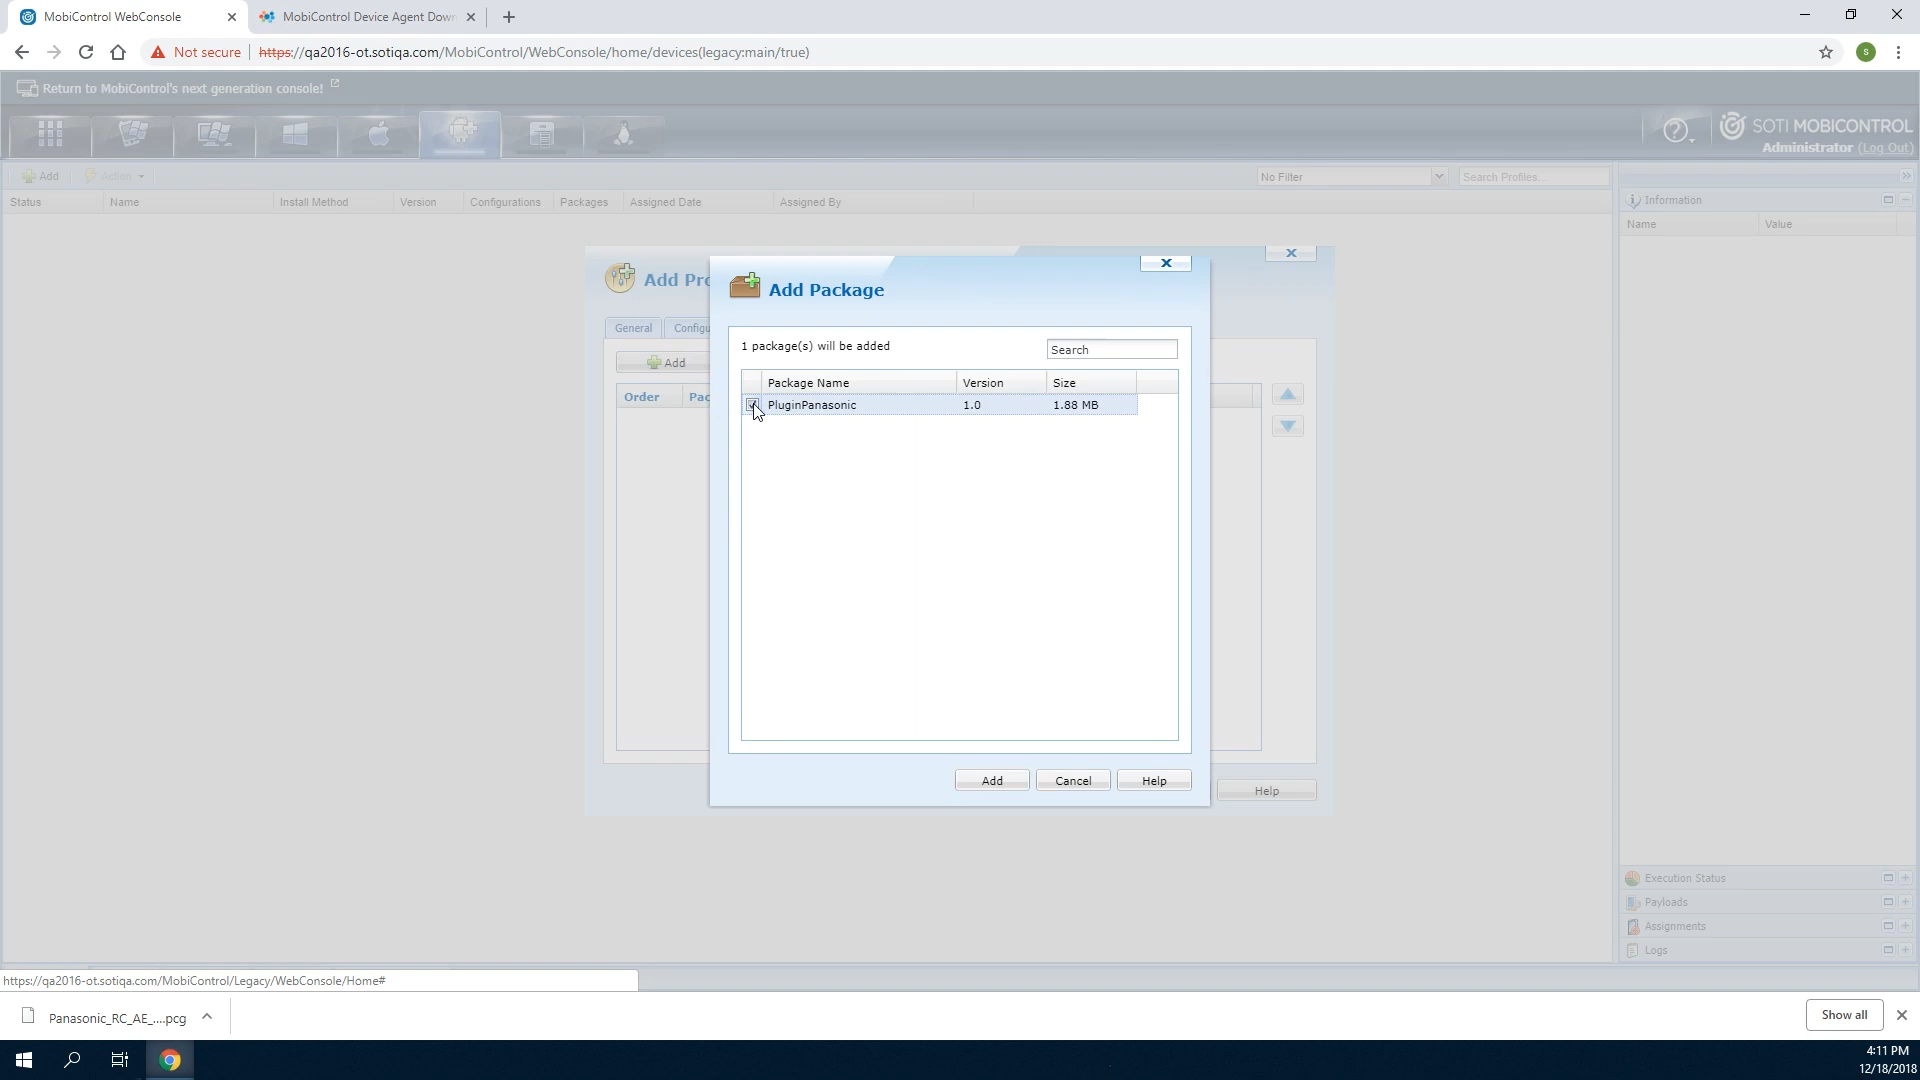 MobiControl WebConsole
MobiControl Device Agent Down
Not secure
https://qa2016-ot.sotiqa.com/MobiControl/WebConsole/home/devices(legacy:main/true)
S
Return to MobiControl's next generation console!
SOTI MOBICONTROL
Administrator (Log Out)
Add
Action
No Filter
Search Profiles...
Status
Name
Install Method
Version
Configurations
Packages
Assigned Date
Assigned By
Information
Name
Value
Add Pro
General
Configu
Add
Order
Pac
Add Package
1 package(s) will be added
Search
Package Name
Version
Size
PluginPanasonic
1.0
1.88 MB
Add
Cancel
Help
Help
Execution Status
Payloads
Assignments
Logs
https://qa2016-ot.sotiqa.com/MobiControl/Legacy/WebConsole/Home#
Panasonic_RC_AE_....pcg
Show all
4:11 PM
12/18/2018